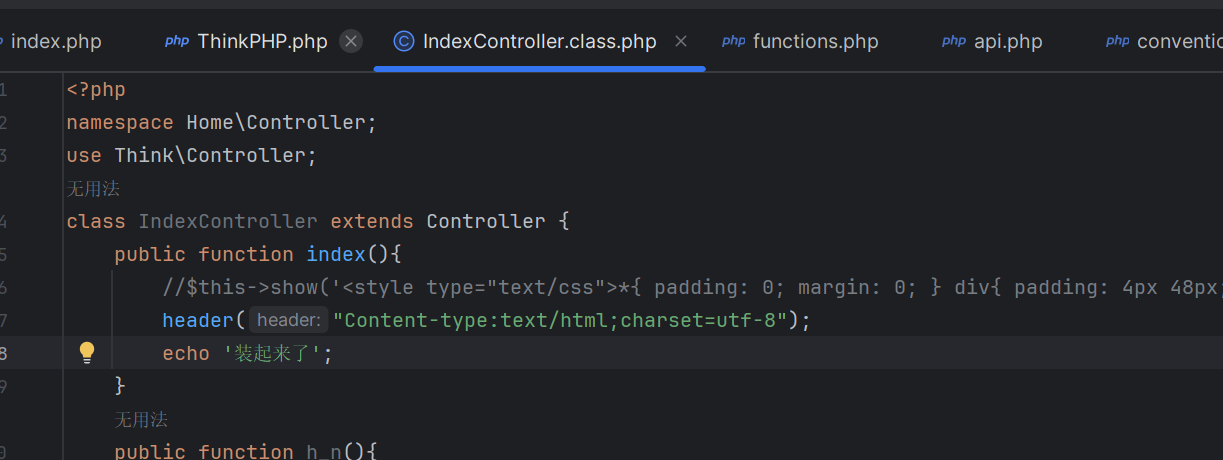 index.php php ThinkPHP.php C IndexController.class.php php functions.php php api.php php conventio
1 <?php
2 namespace Home\Controller;
3 use Think\Controller;
无用法
4 class IndexController extends Controller {
5 public function index(){
6 //$this->show('<style type="text/css">*{ padding: 0; margin: 0; } div{ padding: 4px 48px;
7 header( header: "Content-type:text/html;charset=utf-8");
8 echo '装起来了';
9 }
无用法
0 public function h_n(){